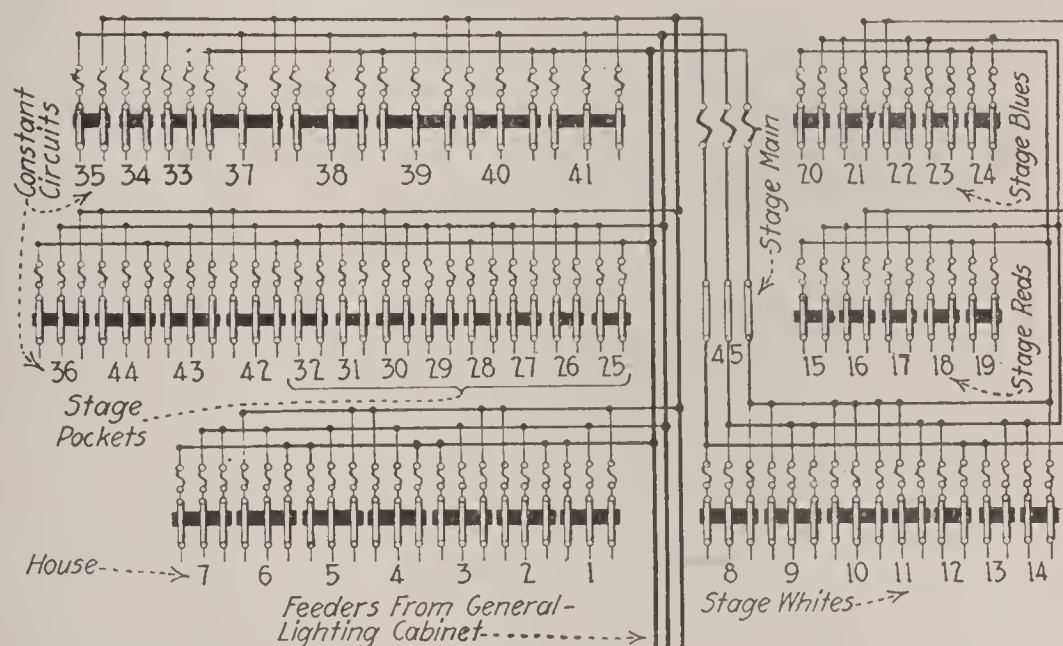 Constant
Circuits
35 34 33 37 38 39 40 41
36 44 43 42 32 31 30 29 28 27 26 25
Stage
Pockets
House
7 6 5 4 3 2 1
Feeders From General-
Lighting Cabinet
Stage Main
45
20 21 22 23 24
Stage Blues
15 16 17 18 19
Stage Reds
8 9 10 11 12 13 14
Stage Whites